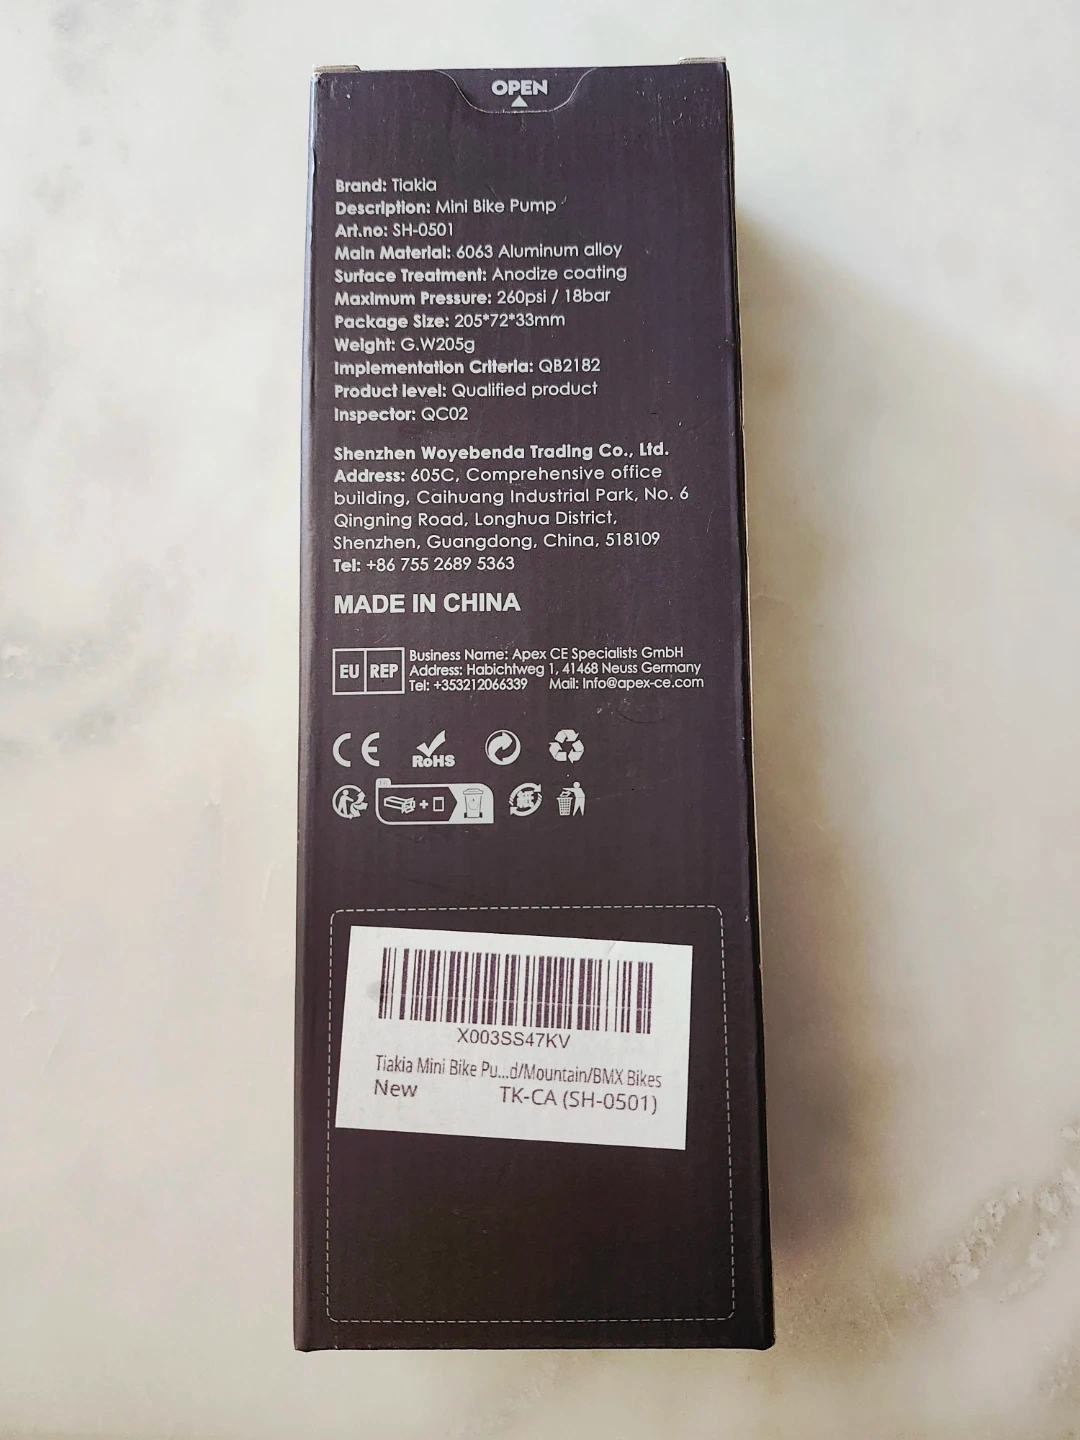 OPEN
Brand: Tiakia
Description: Mini Bike Pump
Art.no: SH-0501
Main Material: 6063 Aluminum alloy
Surface Treatment: Anodize coating
Maximum Pressure: 260psi / 18bar
Package Size: 205*72*33mm
Weight: G.W205g
Implementation Criteria: QB2182
Product level: Qualified product
Inspector: QC02
Shenzhen Woyebenda Trading Co., Ltd.
Address: 605C, Comprehensive office
building, Caihuang Industrial Park, No. 6
Qingning Road, Longhua District,
Shenzhen, Guangdong, China, 518109
Tel: +86 755 2689 5363
MADE IN CHINA
EU REP
Business Name: Apex CE Specialists GmbH
Address: Habichtweg 1, 41468 Neuss Germany
Tel: +353212066339 Mail: Info@apex-ce.com
CE RoHS
紙
X003SS47KV
Tiakia Mini Bike Pu...d/Mountain/BMX Bikes
New TK-CA (SH-0501)